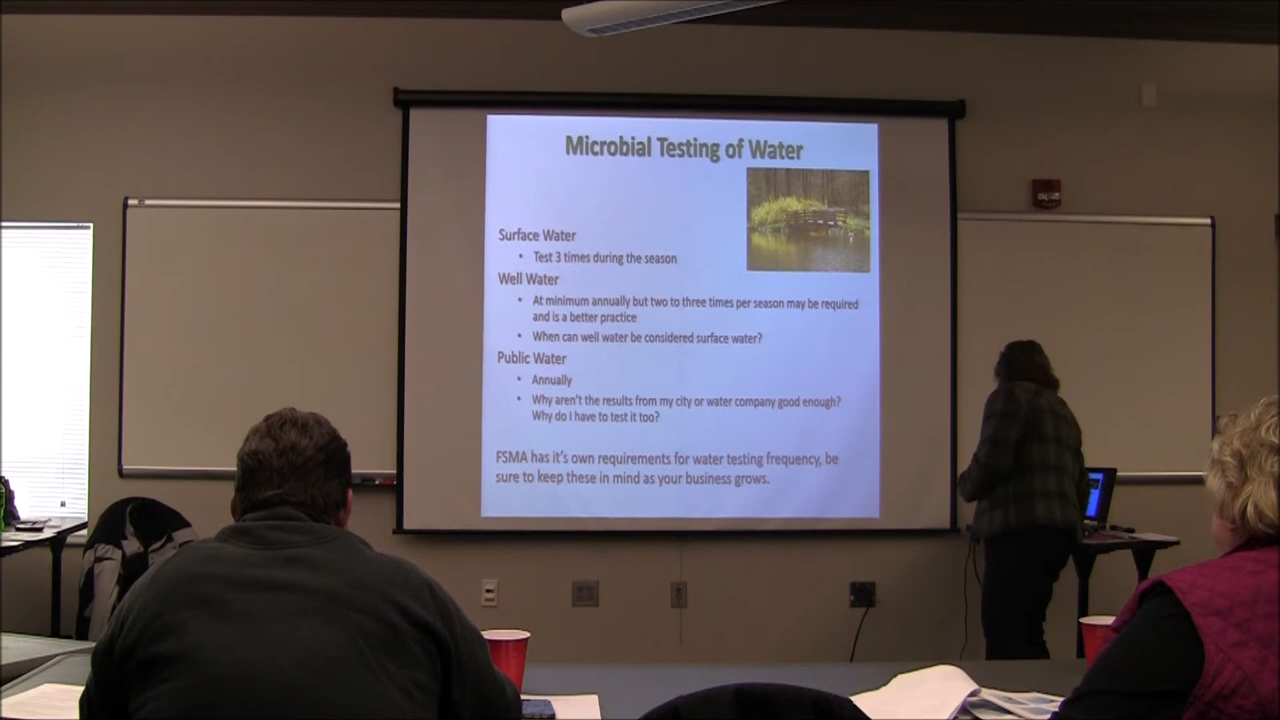 Microbial Testing of Water
Surface Water
• Test 3 times during the season
Well Water
• At minimum annually but two to three times per season may be required
and is a better practice
• When can well water be considered surface water?
Public Water
• Annually
• Why aren't the results from my city or water company good enough?
Why do I have to test it too?
FSMA has it's own requirements for water testing frequency, be
sure to keep these in mind as your business grows.